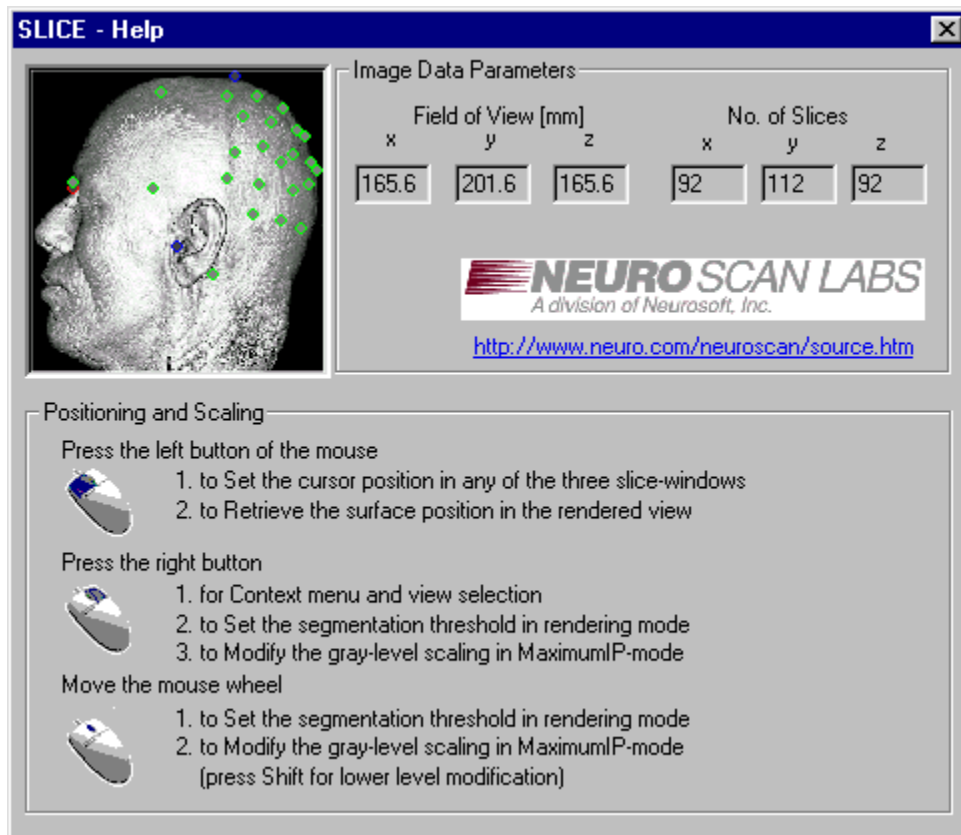 SLICE - Help
Image Data Parameters
Field of View [mm]
No. of Slices
x y z x y z
165.6 201.6 165.6 92 112 92
NEURO SCAN LABS
A division of Neurosoft, Inc.
http://www.neuro.com/neuroscan/source.htm
Positioning and Scaling
Press the left button of the mouse
1. to Set the cursor position in any of the three slice-windows
2. to Retrieve the surface position in the rendered view
Press the right button
1. for Context menu and view selection
2. to Set the segmentation threshold in rendering mode
3. to Modify the gray-level scaling in MaximumIP-mode
Move the mouse wheel
1. to Set the segmentation threshold in rendering mode
2. to Modify the gray-level scaling in MaximumIP-mode
(press Shift for lower level modification)